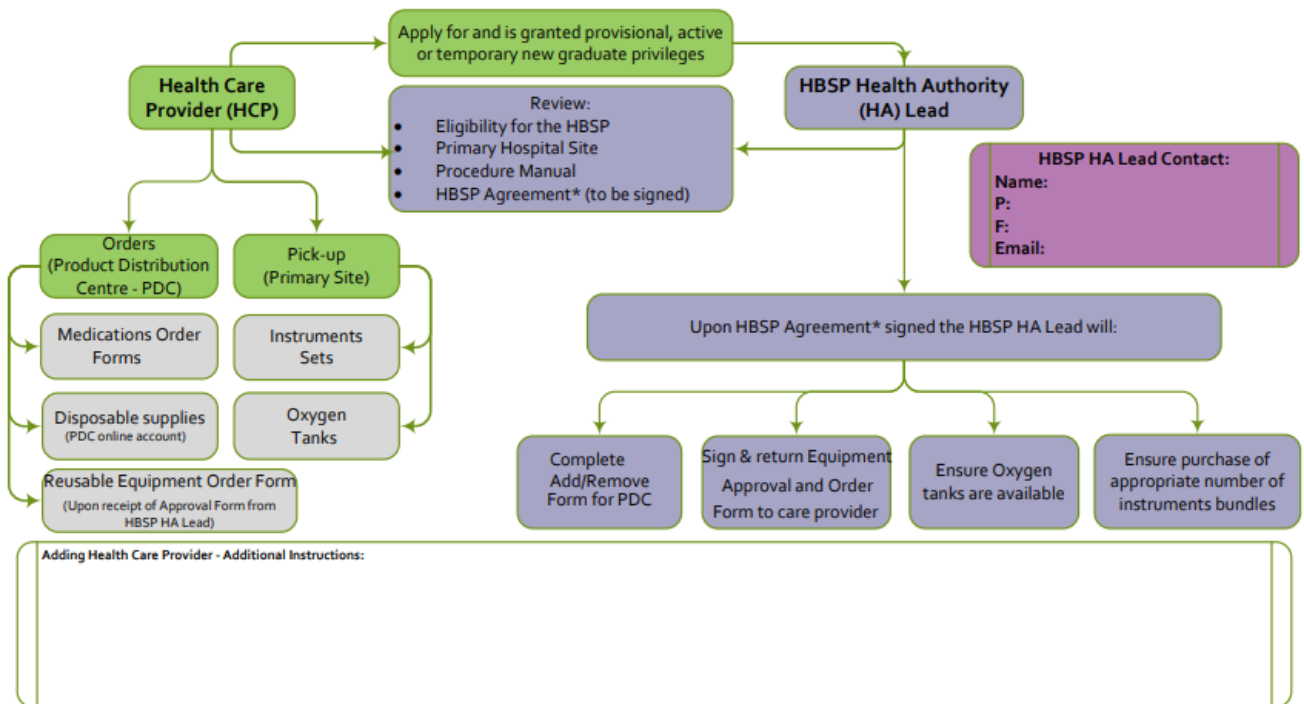 Apply for and is granted provisional, active
or temporary new graduate privileges
Health Care
Provider (HCP)
HBSP Health Authority
(HA) Lead
Review:
• Eligibility for the HBSP
• Primary Hospital Site
• Procedure Manual
• HBSP Agreement* (to be signed)
HBSP HA Lead Contact:
Name:
P:
F:
Email:
Orders
(Product Distribution
Centre - PDC)
Pick-up
(Primary Site)
Medications Order
Forms
Instruments
Sets
Disposable supplies
(PDC online account)
Oxygen
Tanks
Reusable Equipment Order Form
(Upon receipt of Approval Form from
HBSP HA Lead)
Upon HBSP Agreement* signed the HBSP HA Lead will:
Complete
Add/Remove
Form for PDC
Sign & return Equipment
Approval and Order
Form to care provider
Ensure Oxygen
tanks are available
Ensure purchase of
appropriate number of
instruments bundles
Adding Health Care Provider - Additional Instructions: